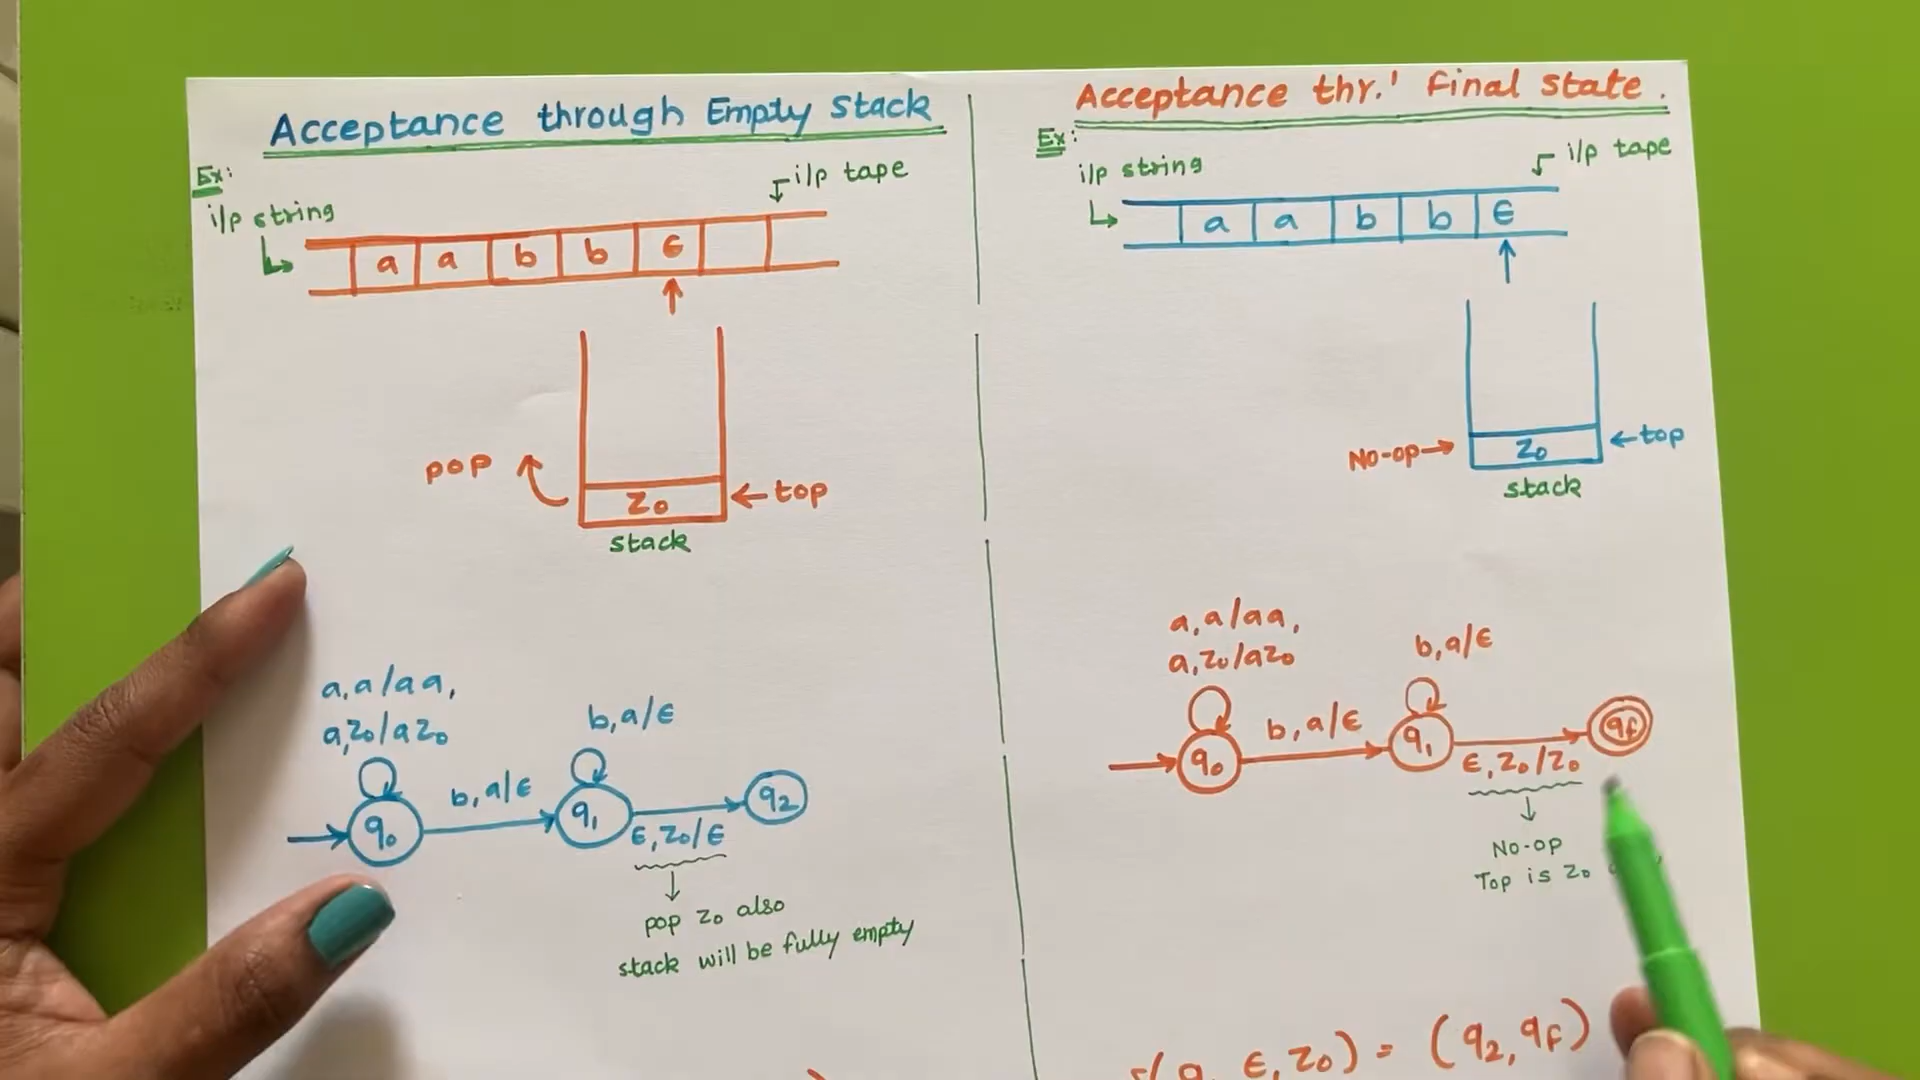 Acceptance through Empty Stack
Ex:
i/p string
i/p tape
a a b b ϵ
pop
Z₀
top
stack
a,a/aa,
a,Z₀/aZ₀
b,a/ϵ
b,a/ϵ
q₀
q₁
q₂
ϵ,Z₀/ϵ
pop Z₀ also
stack will be fully empty
Acceptance thr.' Final State.
Ex:
i/p string
i/p tape
a a b b ϵ
No-op
Z₀
top
stack
a,a/aa,
a,Z₀/aZ₀
b,a/ϵ
b,a/ϵ
q₀
q₁
qf
ϵ,Z₀/Z₀
No-op
Top is Z₀
ϵ,Z₀) = (q₂,qf)